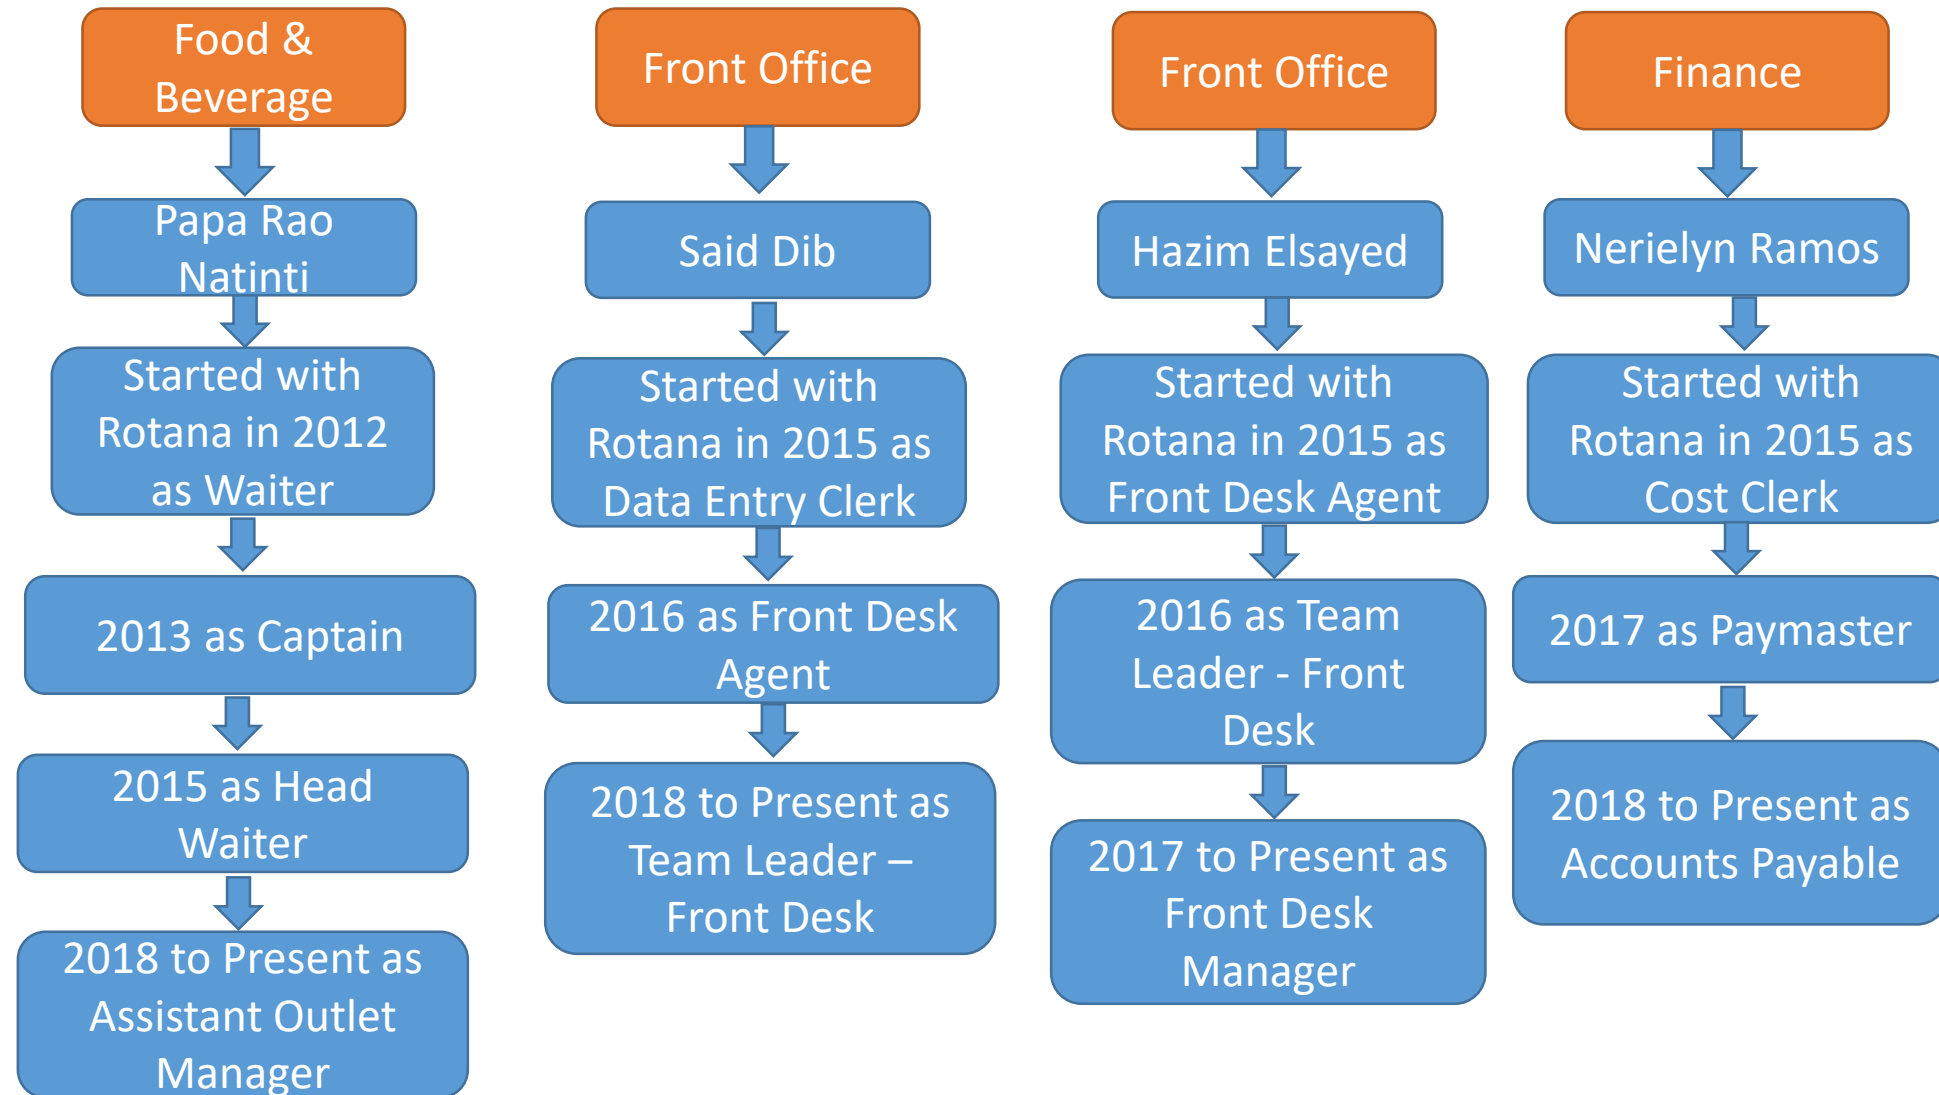 Food &
Beverage
Papa Rao
Natinti
Started with
Rotana in 2012
as Waiter
2013 as Captain
2015 as Head
Waiter
2018 to Present as
Assistant Outlet
Manager
Front Office
Said Dib
Started with
Rotana in 2015 as
Data Entry Clerk
2016 as Front Desk
Agent
2018 to Present as
Team Leader –
Front Desk
Front Office
Hazim Elsayed
Started with
Rotana in 2015 as
Front Desk Agent
2016 as Team
Leader - Front
Desk
2017 to Present as
Front Desk
Manager
Finance
Nerielyn Ramos
Started with
Rotana in 2015 as
Cost Clerk
2017 as Paymaster
2018 to Present as
Accounts Payable